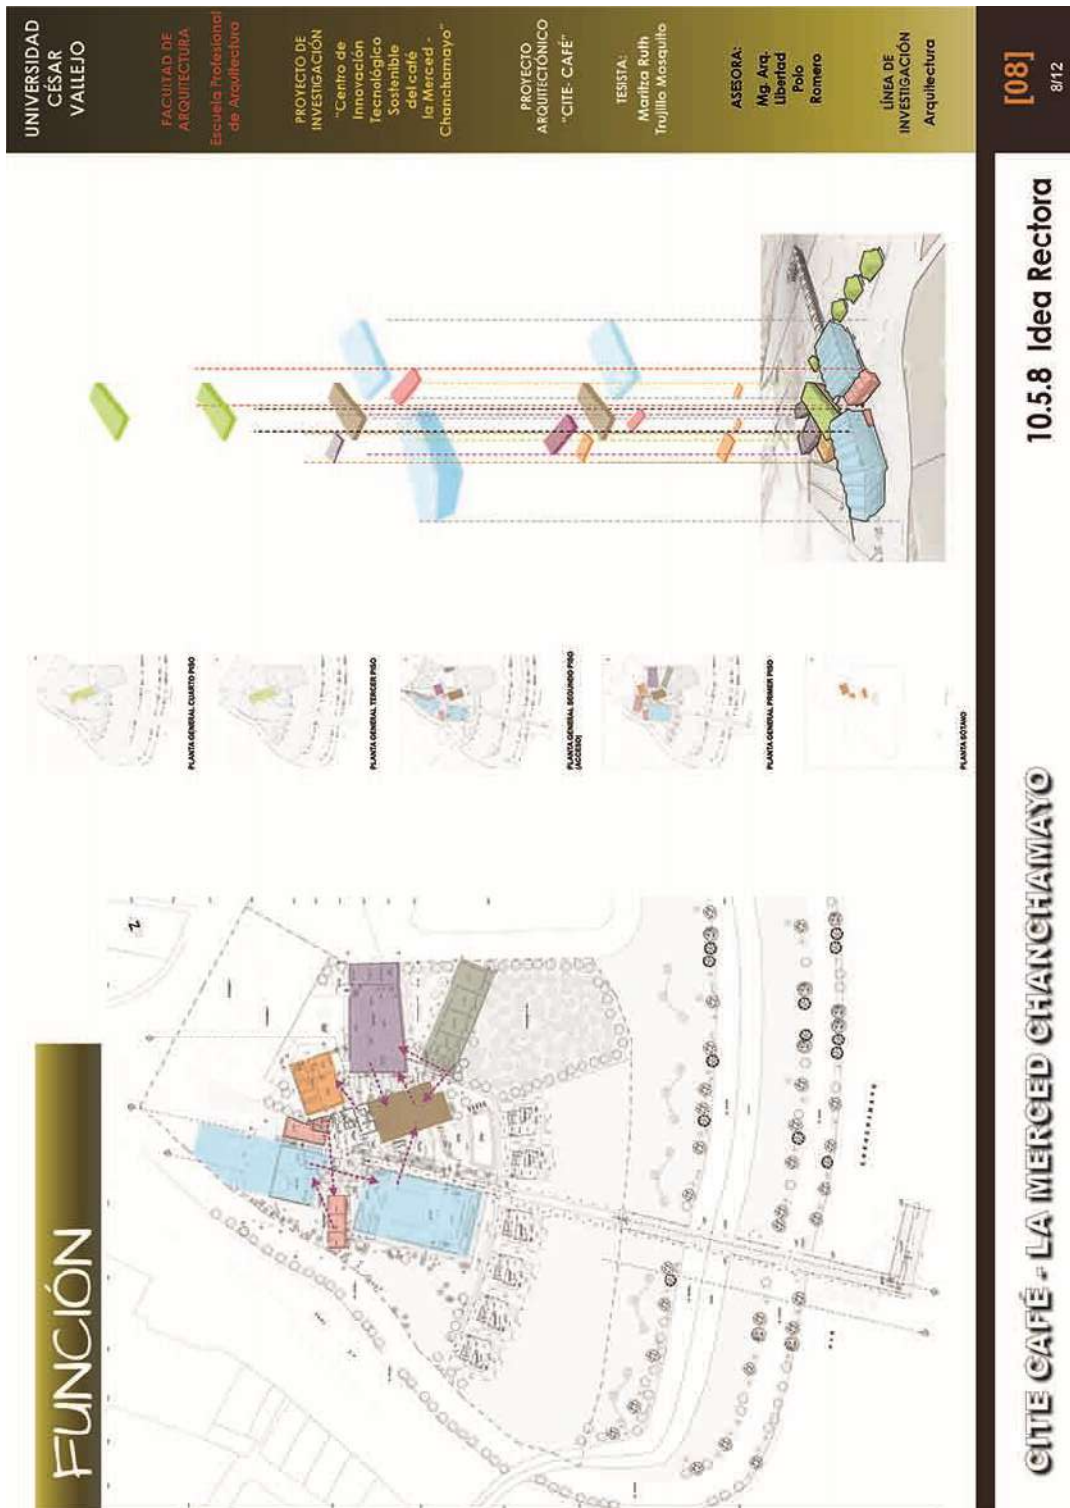 FUNCIÓN
PLANTA GENERAL CUARTO PISO
PLANTA GENERAL TERCER PISO
PLANTA GENERAL SEGUNDO PISO
(ACCESO)
PLANTA GENERAL PRIMER PISO
PLANTA SÓTANO
UNIVERSIDAD
CÉSAR
VALLEJO
FACULTAD DE
ARQUITECTURA
Escuela Profesional
de Arquitectura
PROYECTO DE
INVESTIGACIÓN
"Centro de
Innovación
Tecnológico
Sostenible
del café
la Merced -
Chanchamayo"
PROYECTO
ARQUITECTÓNICO
"CITE- CAFÉ"
TESISTA:
Maritza Ruth
Trujillo Mosquito
ASESORA:
Mg. Arq.
Libertad
Polo
Romero
LÍNEA DE
INVESTIGACIÓN
Arquitectura
CITE CAFÉ - LA MERCED CHANCHAMAYO
10.5.8 Idea Rectora
[08]
8/12